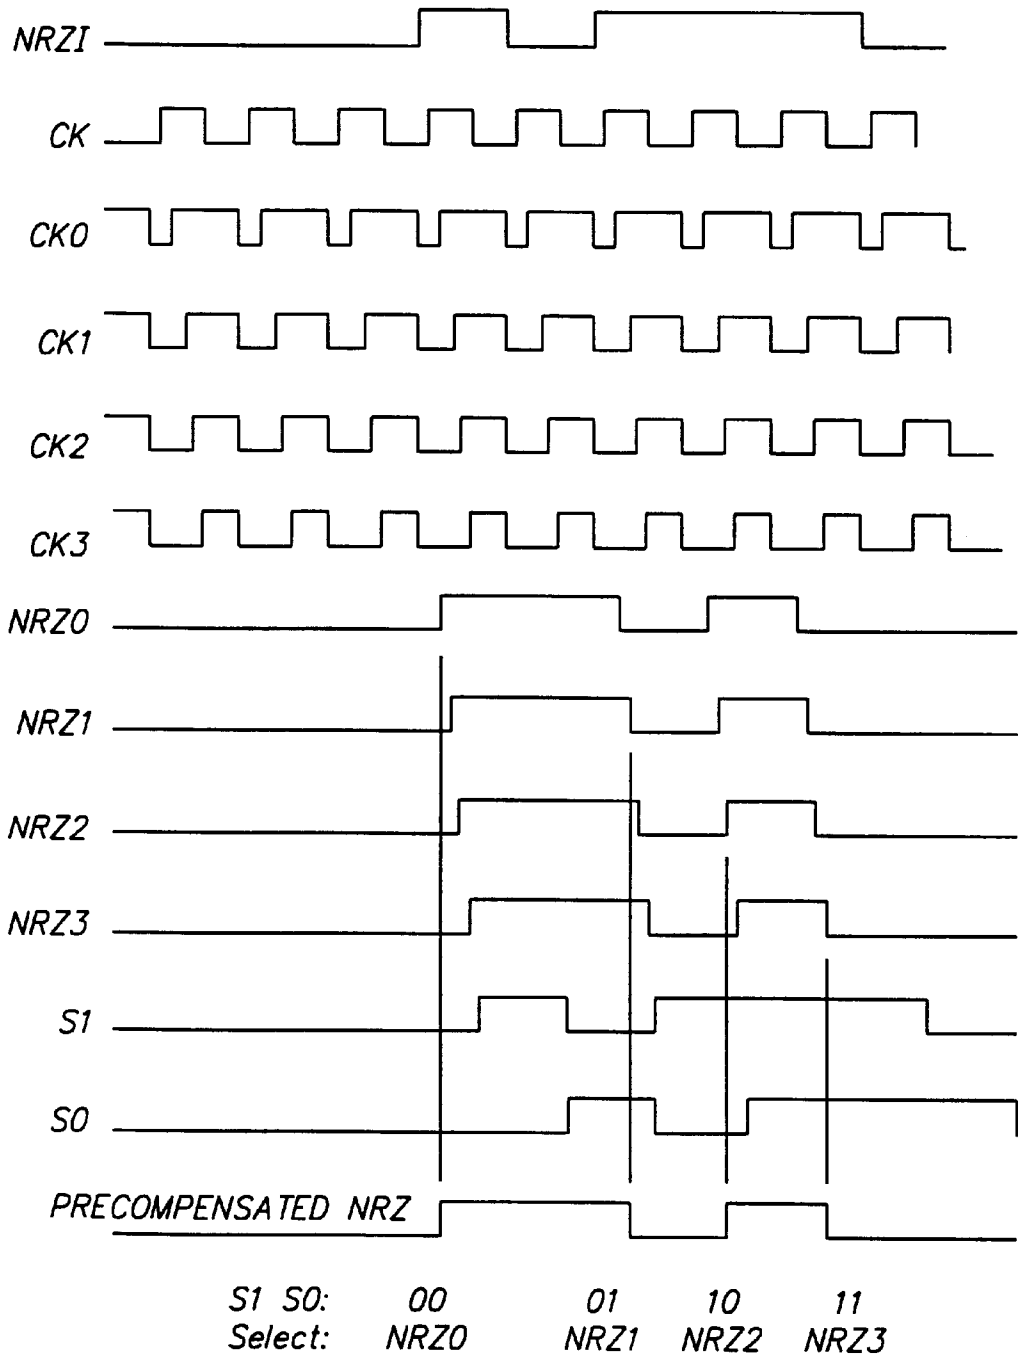 NRZI
CK
CK0
CK1
CK2
CK3
NRZ0
NRZ1
NRZ2
NRZ3
S1
S0
PRECOMPENSATED NRZ
S1 S0: 00 01 10 11
Select: NRZ0 NRZ1 NRZ2 NRZ3